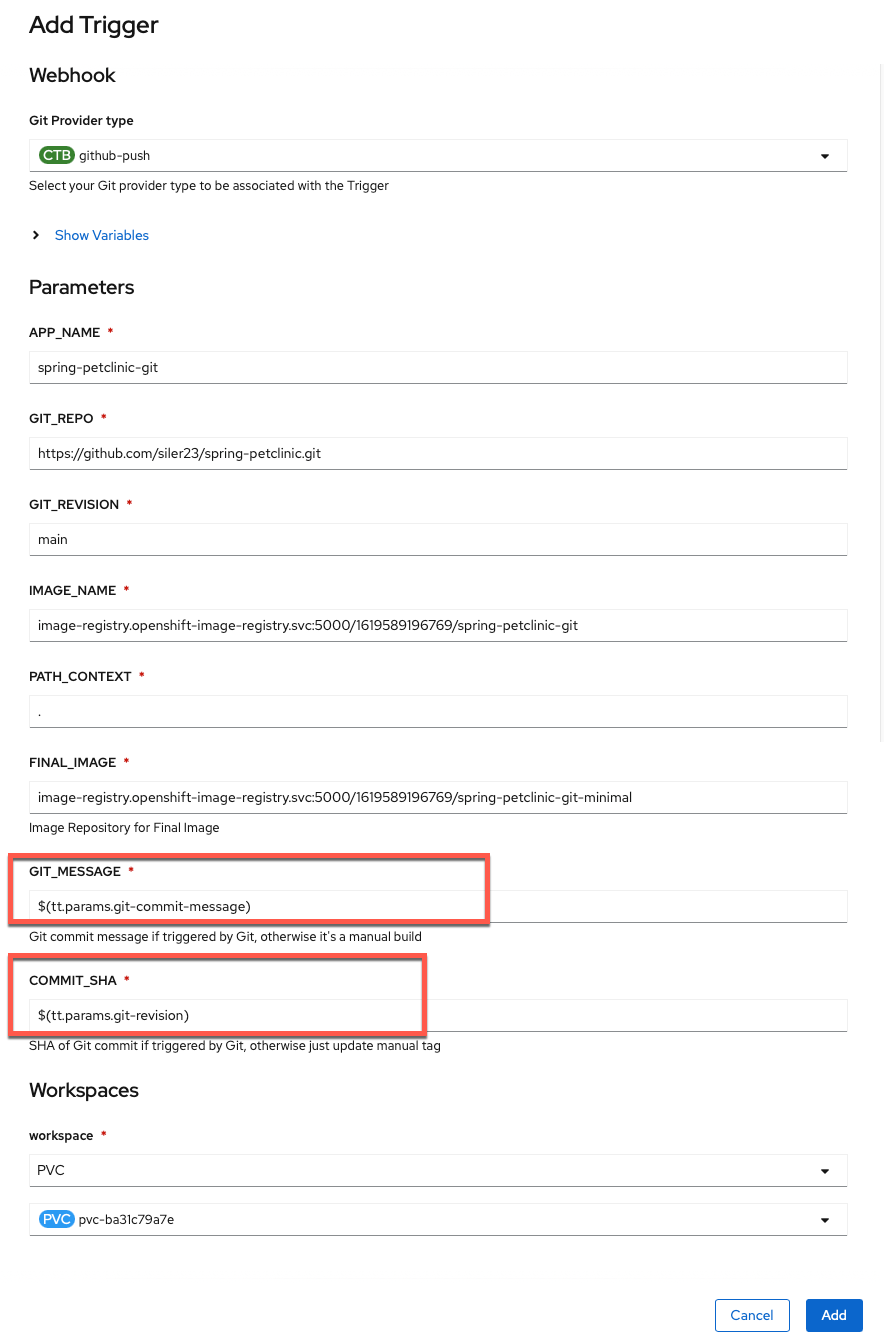 Add Trigger
Webhook
Git Provider type
CTB github-push
Select your Git provider type to be associated with the Trigger
Show Variables
Parameters
APP_NAME *
spring-petclinic-git
GIT_REPO *
https://github.com/siler23/spring-petclinic.git
GIT_REVISION *
main
IMAGE_NAME *
image-registry.openshift-image-registry.svc:5000/1619589196769/spring-petclinic-git
PATH_CONTEXT *
.
FINAL_IMAGE *
image-registry.openshift-image-registry.svc:5000/1619589196769/spring-petclinic-git-minimal
Image Repository for Final Image
GIT_MESSAGE *
$(tt.params.git-commit-message)
Git commit message if triggered by Git, otherwise it's a manual build
COMMIT_SHA *
$(tt.params.git-revision)
SHA of Git commit if triggered by Git, otherwise just update manual tag
Workspaces
workspace *
PVC
PVC pvc-ba31c79a7e
Cancel Add